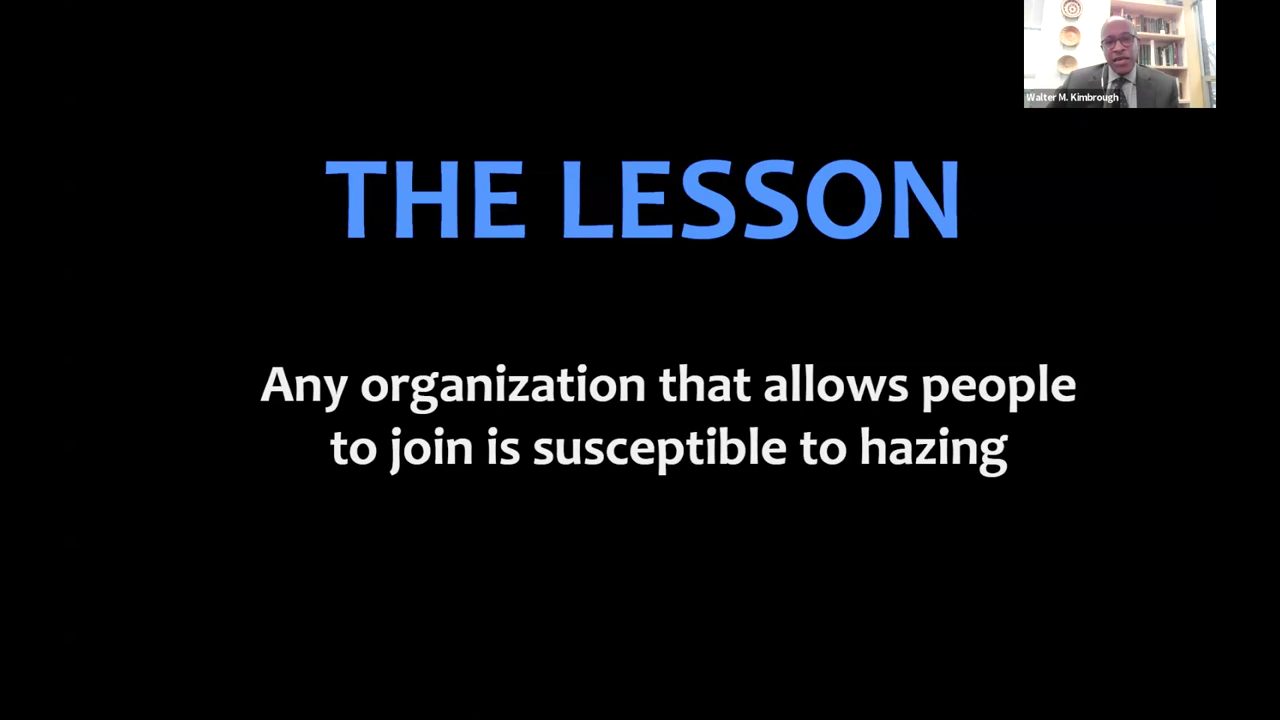 Walter M. Kimbrough
THE LESSON
Any organization that allows people
to join is susceptible to hazing